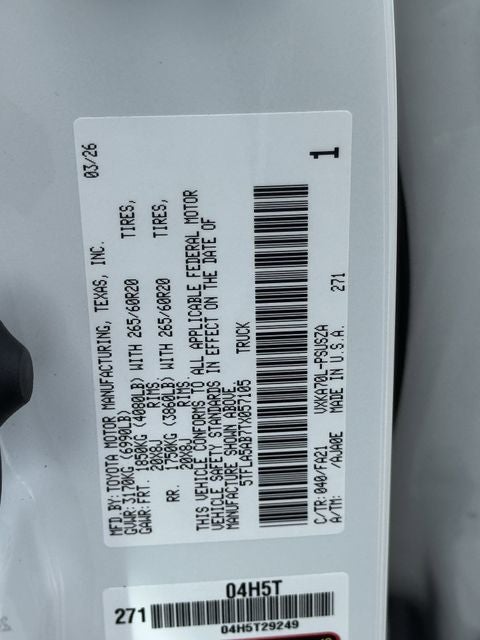 MFD BY: TOYOTA MOTOR MANUFACTURING, TEXAS, INC. 03/26
GVWR: 3170KG (6990LB)
GAWR: FRT. 1850KG (4080LB) WITH 265/60R20 TIRES,
20X8J RIMS.
RR. 1750KG (3860LB) WITH 265/60R20 TIRES,
20X8J RIMS.
THIS VEHICLE CONFORMS TO ALL APPLICABLE FEDERAL MOTOR
VEHICLE SAFETY STANDARDS IN EFFECT ON THE DATE OF
MANUFACTURE SHOWN ABOVE.
5TFLA5AB7TX057105 TRUCK
1
C/TR: 040/FA21 VXKA70L-PSUSZA 271
A/TM: /AJA0E MADE IN U.S.A.
04H5T
271
04H5T29249